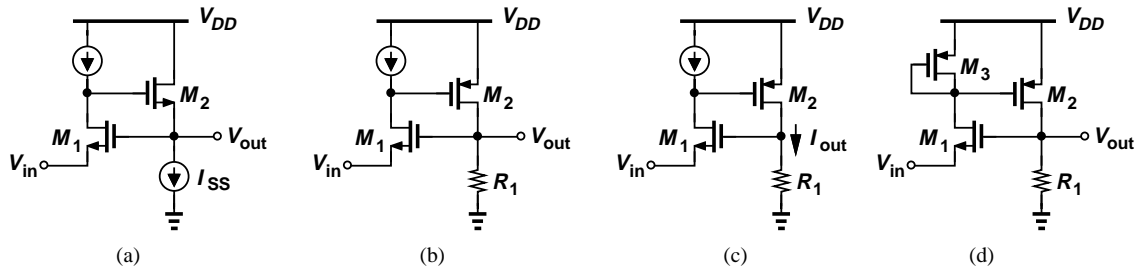 V_DD
M_2
M_1
V_in
V_out
I_SS
(a)
V_DD
M_2
M_1
V_in
V_out
R_1
(b)
V_DD
M_2
M_1
V_in
I_out
R_1
(c)
V_DD
M_3
M_2
M_1
V_in
V_out
R_1
(d)